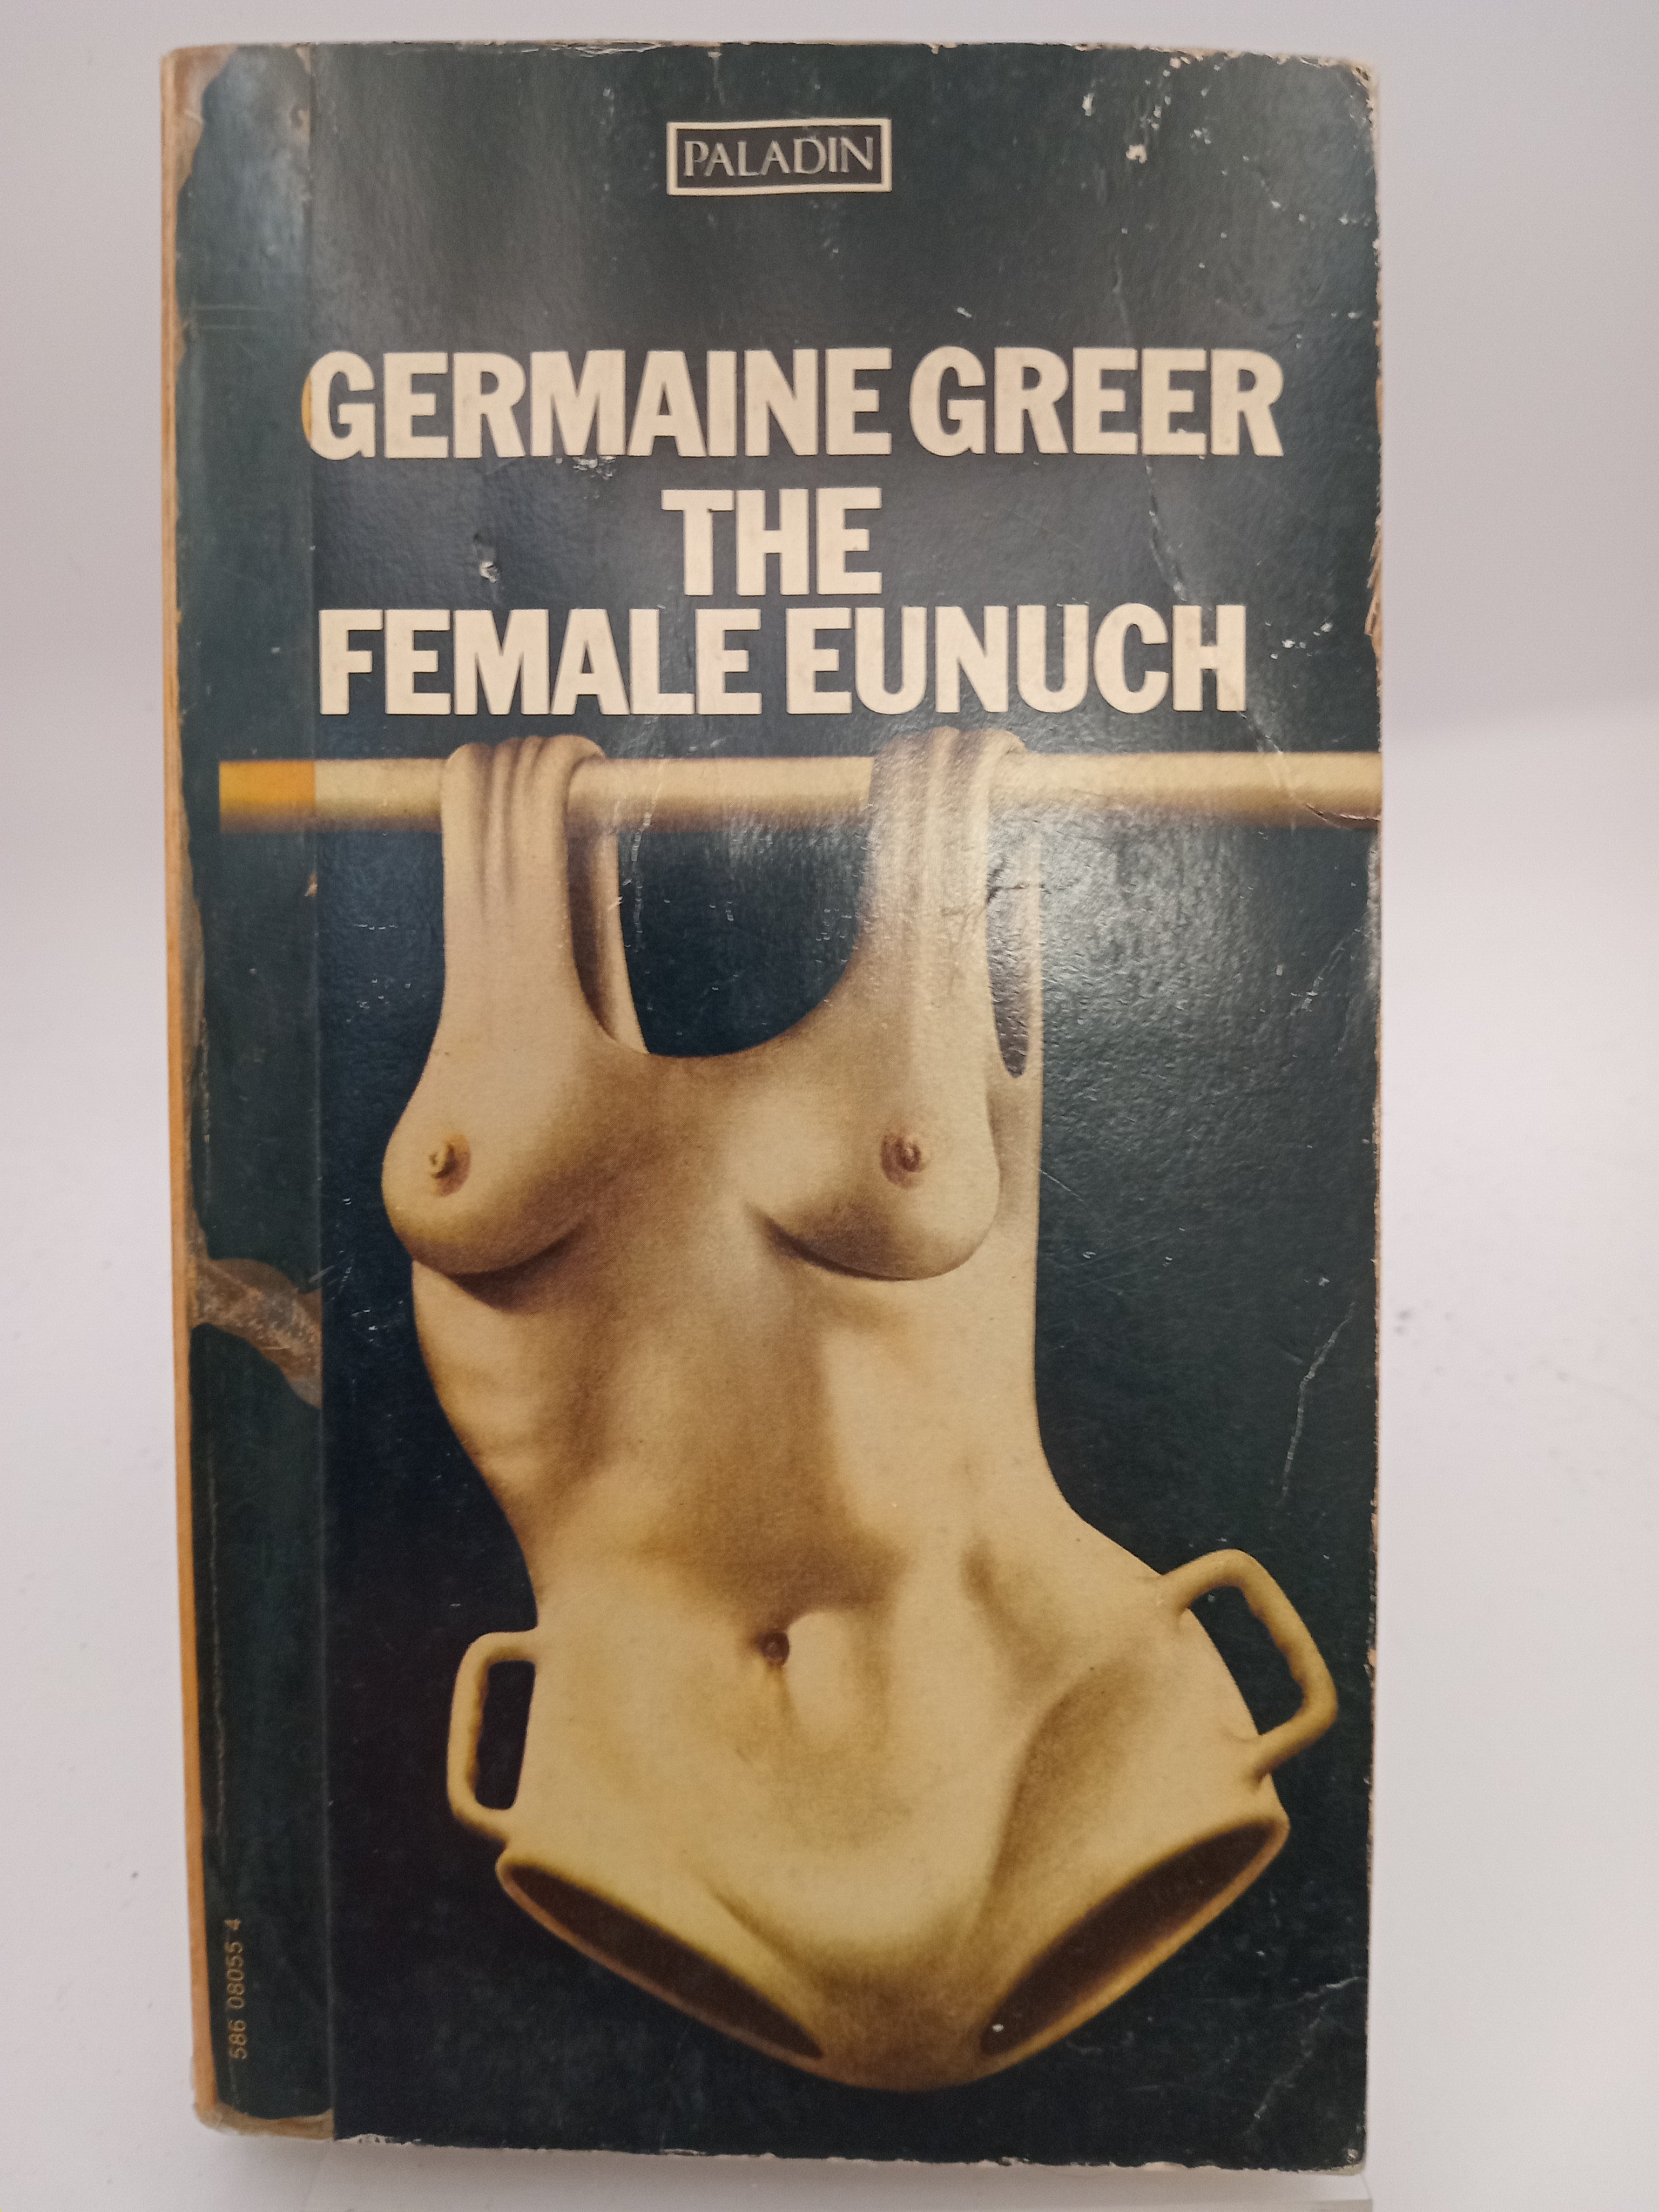 PALADIN
GERMAINE GREER
THE
FEMALE EUNUCH
586 08055 4